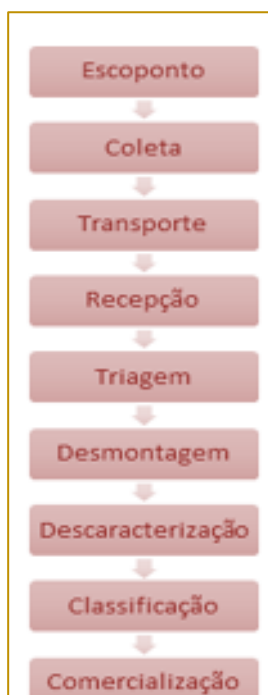 Escoponto
Coleta
Transporte
Recepção
Triagem
Desmontagem
Descaracterização
Classificação
Comercialização